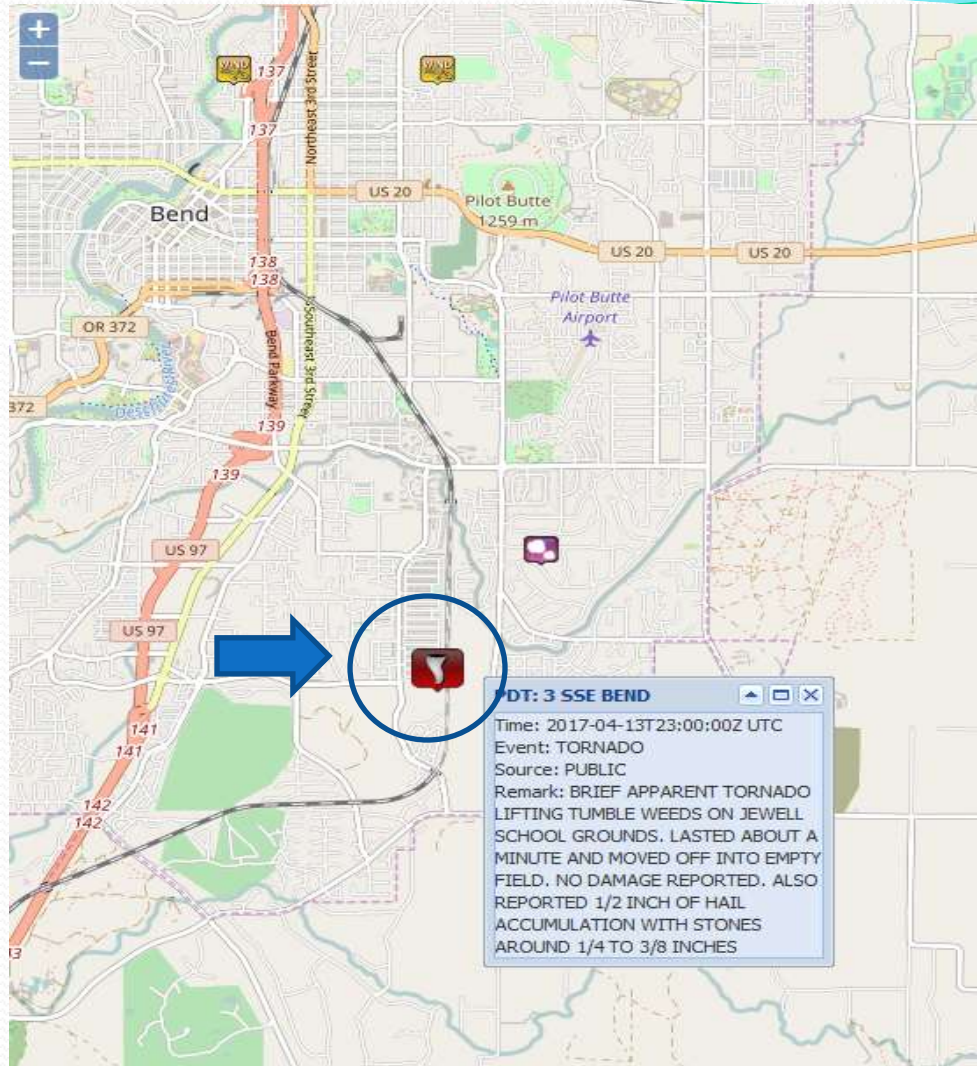 +
−
WIND
WIND
137
Northeast 3rd Street
137
US 20
Pilot Butte
1259 m
Bend
US 20
US 20
138
138
Pilot Butte
Airport
OR 372
Southeast 3rd Street
Bend Parkway
372
Deschutes River
139
139
US 97
US 97
PDT: 3 SSE BEND
Time: 2017-04-13T23:00:00Z UTC
Event: TORNADO
Source: PUBLIC
Remark: BRIEF APPARENT TORNADO
LIFTING TUMBLE WEEDS ON JEWELL
SCHOOL GROUNDS. LASTED ABOUT A
MINUTE AND MOVED OFF INTO EMPTY
FIELD. NO DAMAGE REPORTED. ALSO
REPORTED 1/2 INCH OF HAIL
ACCUMULATION WITH STONES
AROUND 1/4 TO 3/8 INCHES
141
141
142
142
3